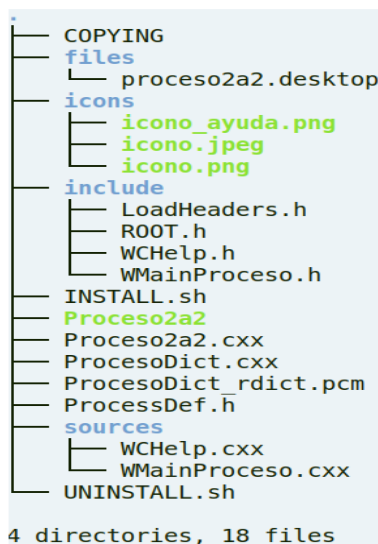 .
├── COPYING
├── files
│   └── proceso2a2.desktop
├── icons
│   ├── icono_ayuda.png
│   ├── icono.jpeg
│   └── icono.png
├── include
│   ├── LoadHeaders.h
│   ├── ROOT.h
│   ├── WCHelp.h
│   └── WMainProceso.h
├── INSTALL.sh
├── Proceso2a2
├── Proceso2a2.cxx
├── ProcesoDict.cxx
├── ProcesoDict_rdict.pcm
├── ProcessDef.h
├── sources
│   ├── WCHelp.cxx
│   └── WMainProceso.cxx
└── UNINSTALL.sh

4 directories, 18 files